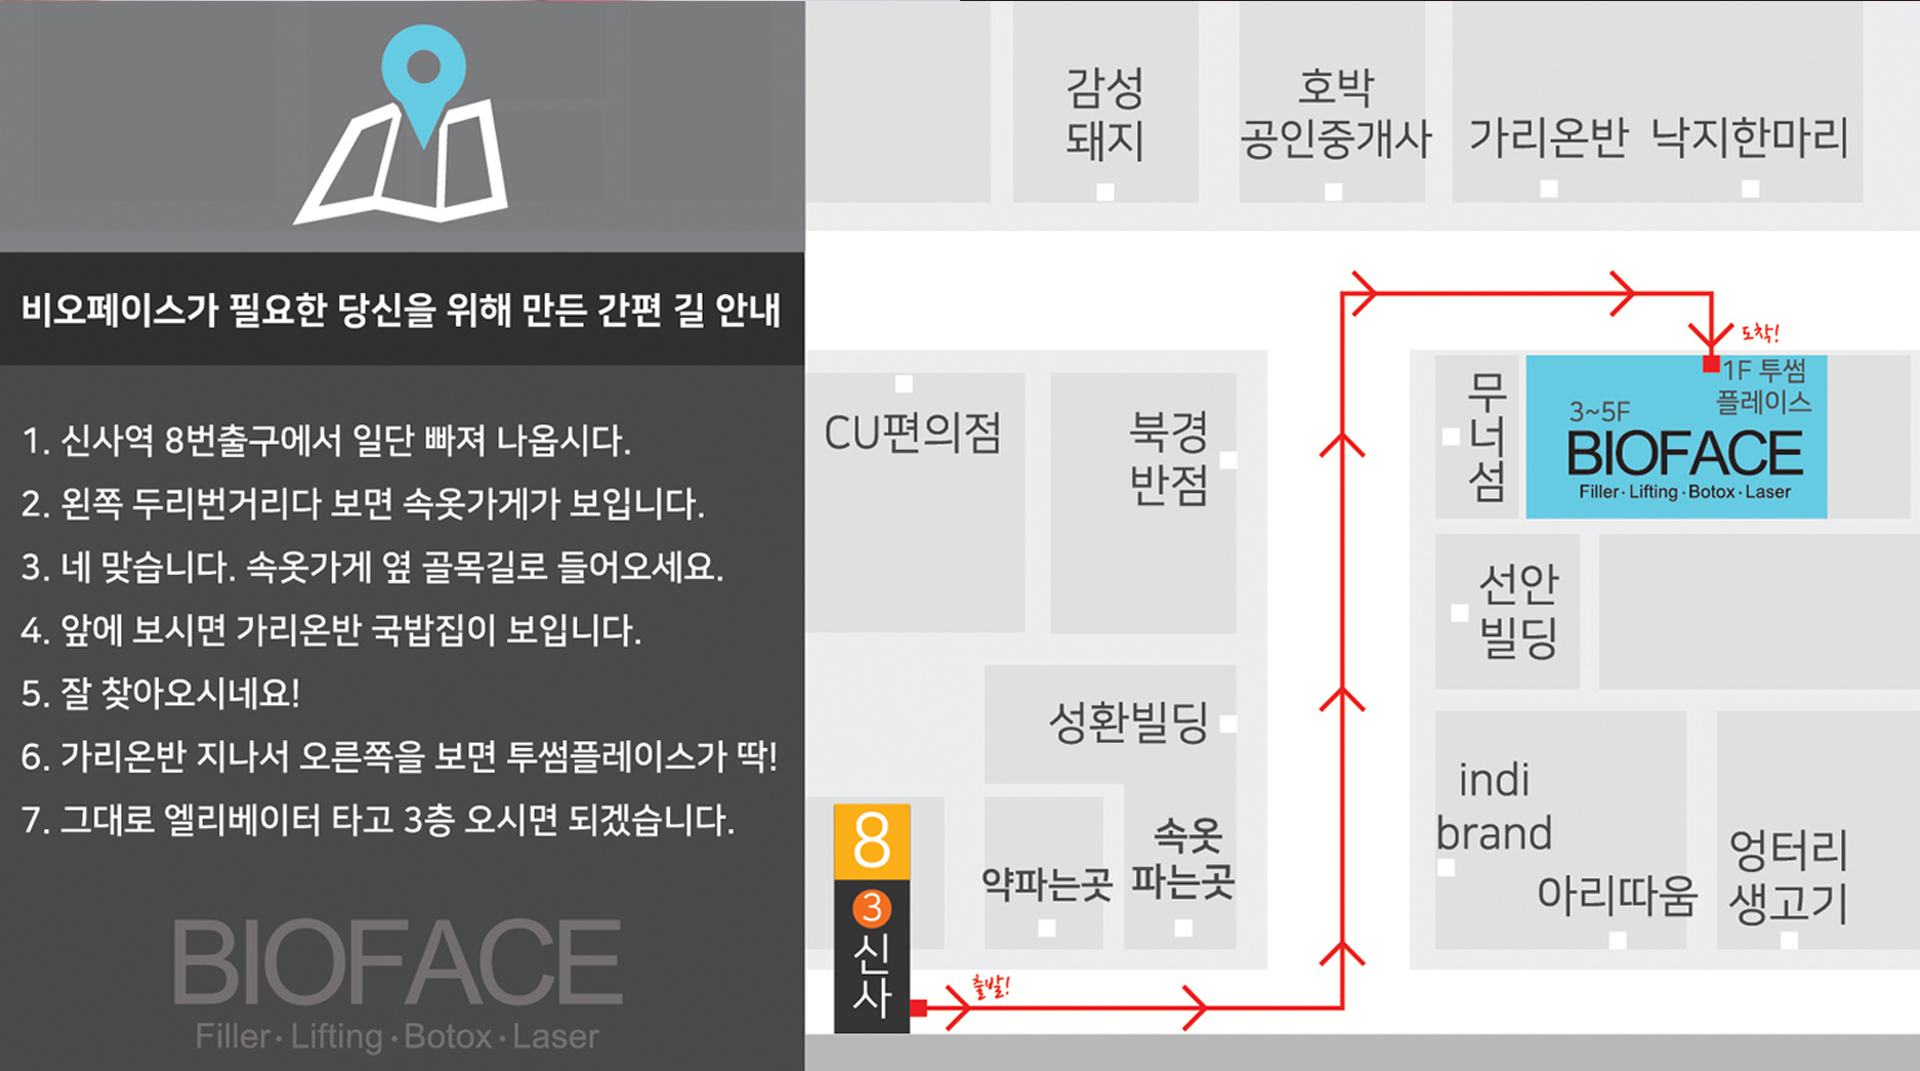 비오페이스가 필요한 당신을 위해 만든 간편 길 안내
1. 신사역 8번출구에서 일단 빠져 나옵시다.
2. 왼쪽 두리번거리다 보면 속옷가게가 보입니다.
3. 네 맞습니다. 속옷가게 옆 골목길로 들어오세요.
4. 앞에 보시면 가리온반 국밥집이 보입니다.
5. 잘 찾아오시네요!
6. 가리온반 지나서 오른쪽을 보면 투썸플레이스가 딱!
7. 그대로 엘리베이터 타고 3층 오시면 되겠습니다.
BIOFACE
Filler · Lifting · Botox · Laser
감성
돼지
호박
공인중개사
가리온반
낙지한마리
도착!
1F 투썸
플레이스
3~5F
BIOFACE
Filler · Lifting · Botox · Laser
무
너
섬
CU편의점
북경
반점
선안
빌딩
성환빌딩
indi
brand
아리따움
엉터리
생고기
속옷
파는곳
약파는곳
8
3
신
사
출발!